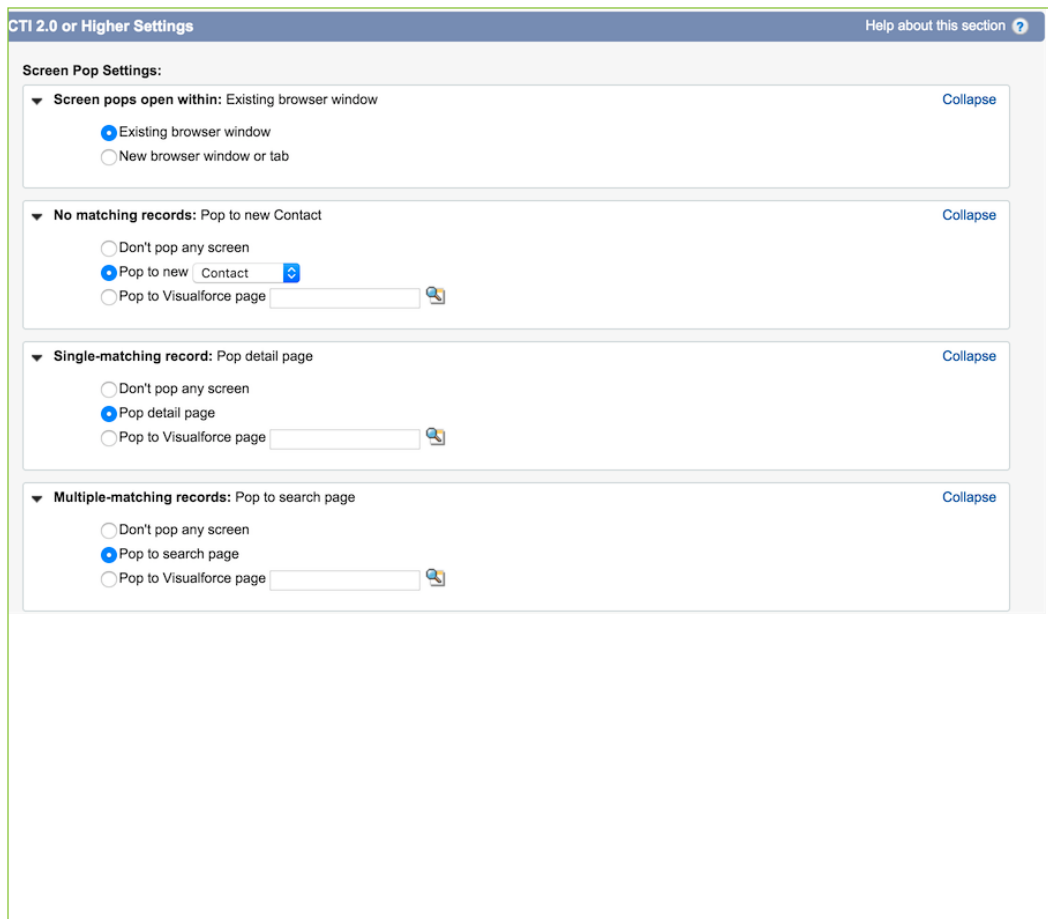 CTI 2.0 or Higher Settings Help about this section ?
Screen Pop Settings:
Screen pops open within: Existing browser window Collapse
Existing browser window
New browser window or tab
No matching records: Pop to new Contact Collapse
Don't pop any screen
Pop to new Contact
Pop to Visualforce page
Single-matching record: Pop detail page Collapse
Don't pop any screen
Pop detail page
Pop to Visualforce page
Multiple-matching records: Pop to search page Collapse
Don't pop any screen
Pop to search page
Pop to Visualforce page